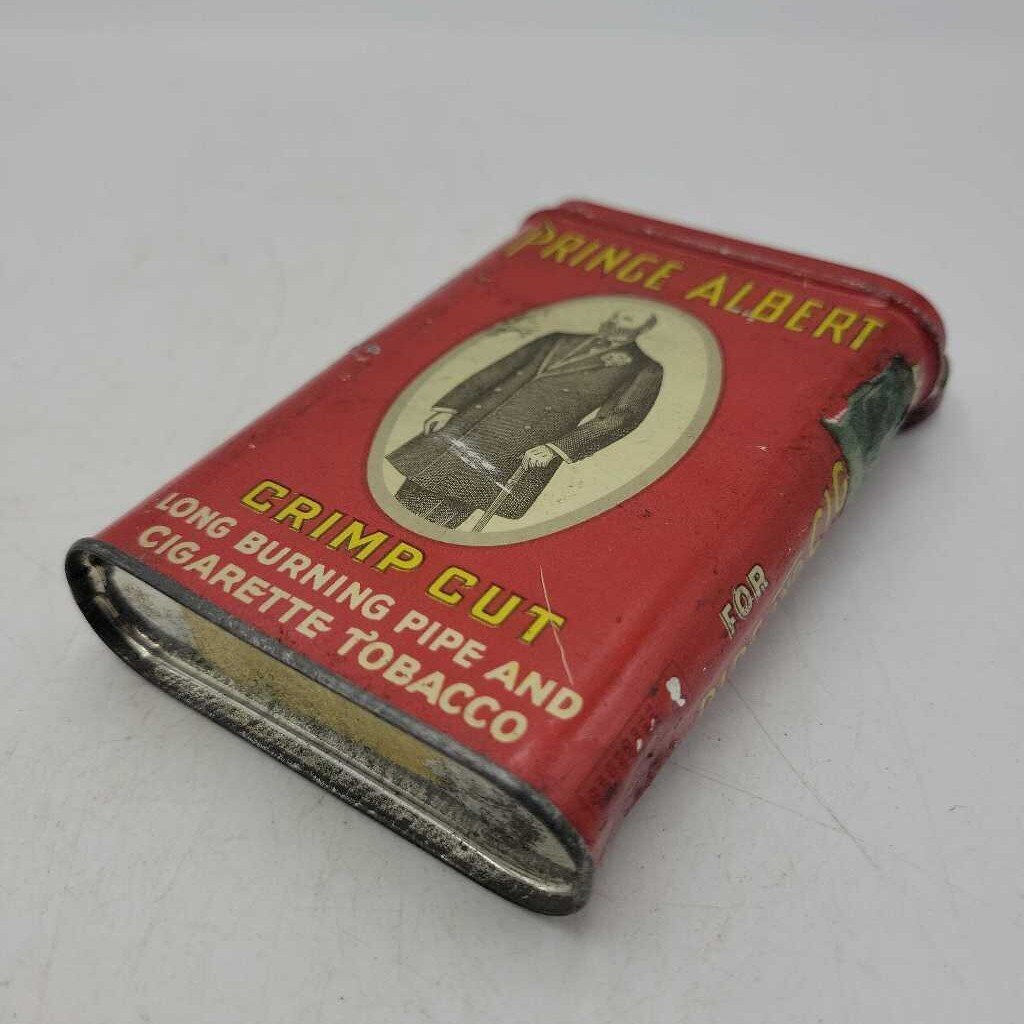 PRINCE ALBERT
CRIMP CUT
LONG BURNING PIPE AND
CIGARETTE TOBACCO
FOR